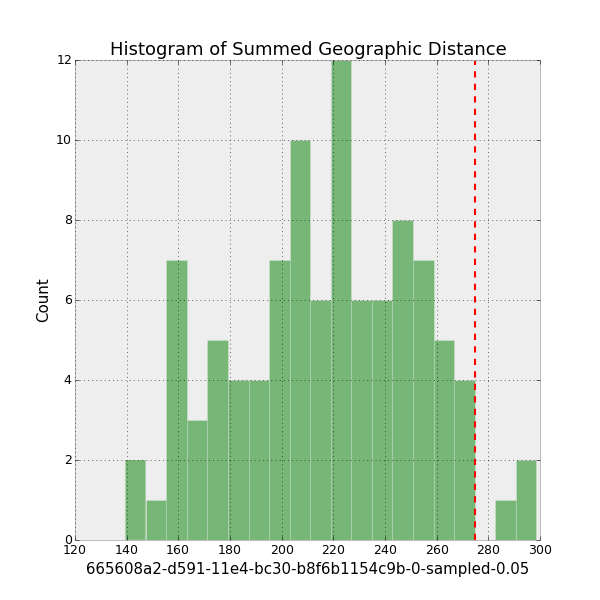 Histogram of Summed Geographic Distance
12
10
8
6
4
2
0
Count
120 140 160 180 200 220 240 260 280 300
665608a2-d591-11e4-bc30-b8f6b1154c9b-0-sampled-0.05